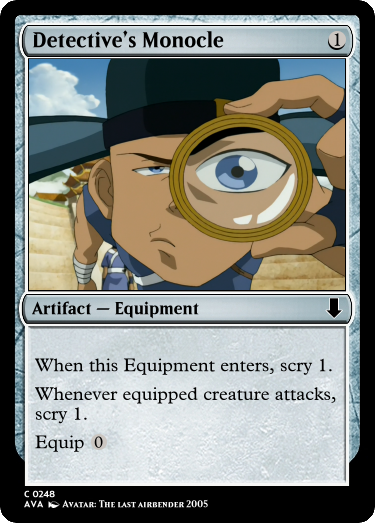 Detective's Monocle 1
Artifact — Equipment
When this Equipment enters, scry 1.
Whenever equipped creature attacks,
scry 1.
Equip 0
C 0248
AVA Avatar: The last airbender 2005